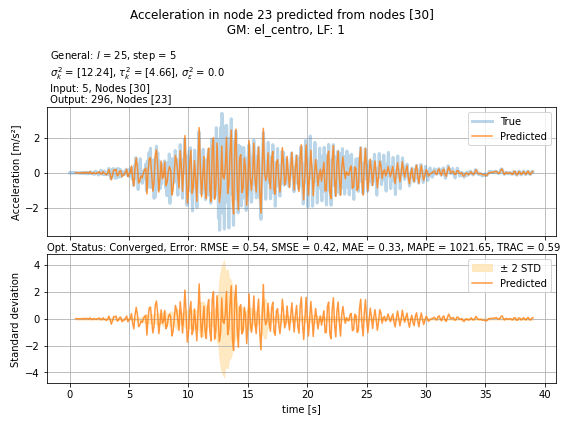 Acceleration in node 23 predicted from nodes [30]
GM: el_centro, LF: 1
General: l = 25, step = 5
σ²ₖ = [12.24], τ²ₖ = [4.66], σ²ε = 0.0
Input: 5, Nodes [30]
Output: 296, Nodes [23]
True
Predicted
Acceleration [m/s²]
2
0
−2
Opt. Status: Converged, Error: RMSE = 0.54, SMSE = 0.42, MAE = 0.33, MAPE = 1021.65, TRAC = 0.59
± 2 STD
Predicted
Standard deviation
4
2
0
−2
−4
0 5 10 15 20 25 30 35 40
time [s]